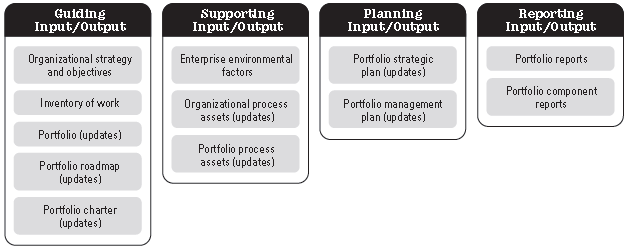 Guiding
Input/Output
Organizational strategy
and objectives
Inventory of work
Portfolio (updates)
Portfolio roadmap
(updates)
Portfolio charter
(updates)
Supporting
Input/Output
Enterprise environmental
factors
Organizational process
assets (updates)
Portfolio process
assets (updates)
Planning
Input/Output
Portfolio strategic
plan (updates)
Portfolio management
plan (updates)
Reporting
Input/Output
Portfolio reports
Portfolio component
reports